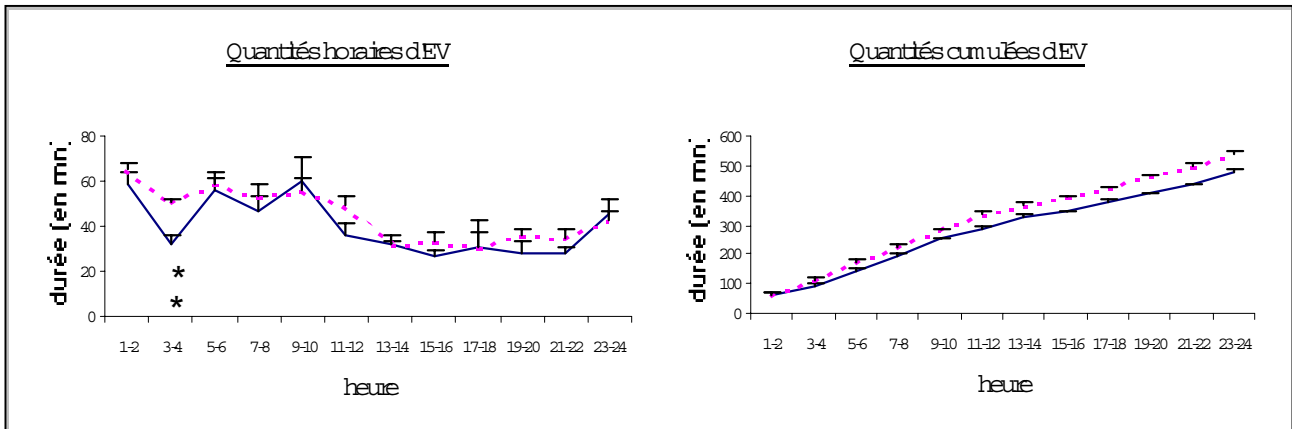 Quantités horaires d'EV
durée (en mn)
80
60
40
20
0
*
*
1-2 3-4 5-6 7-8 9-10 11-12 13-14 15-16 17-18 19-20 21-22 23-24
heure
Quantités cumulées d'EV
durée (en mn)
600
500
400
300
200
100
0
1-2 3-4 5-6 7-8 9-10 11-12 13-14 15-16 17-18 19-20 21-22 23-24
heure